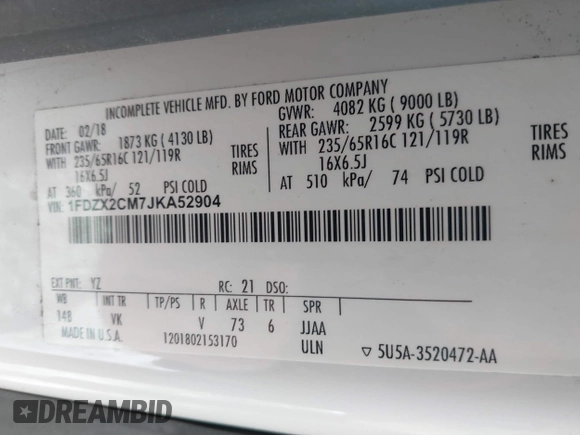 INCOMPLETE VEHICLE MFD. BY FORD MOTOR COMPANY
DATE: 02/18
GVWR: 4082 KG ( 9000 LB)
FRONT GAWR: 1873 KG ( 4130 LB)
REAR GAWR: 2599 KG ( 5730 LB)
WITH 235/65R16C 121/119R TIRES
WITH 235/65R16C 121/119R TIRES
16X6.5J RIMS
16X6.5J RIMS
AT 360 kPa/ 52 PSI COLD
AT 510 kPa/ 74 PSI COLD
VIN: 1FDZX2CM7JKA52904
EXT PNT: YZ RC: 21 DSO:
WB INT TR TP/PS R AXLE TR SPR
148 VK V 73 6 JJAA
MADE IN U.S.A. 1201802153170 ULN ▽ 5U5A-3520472-AA
DREAMBID